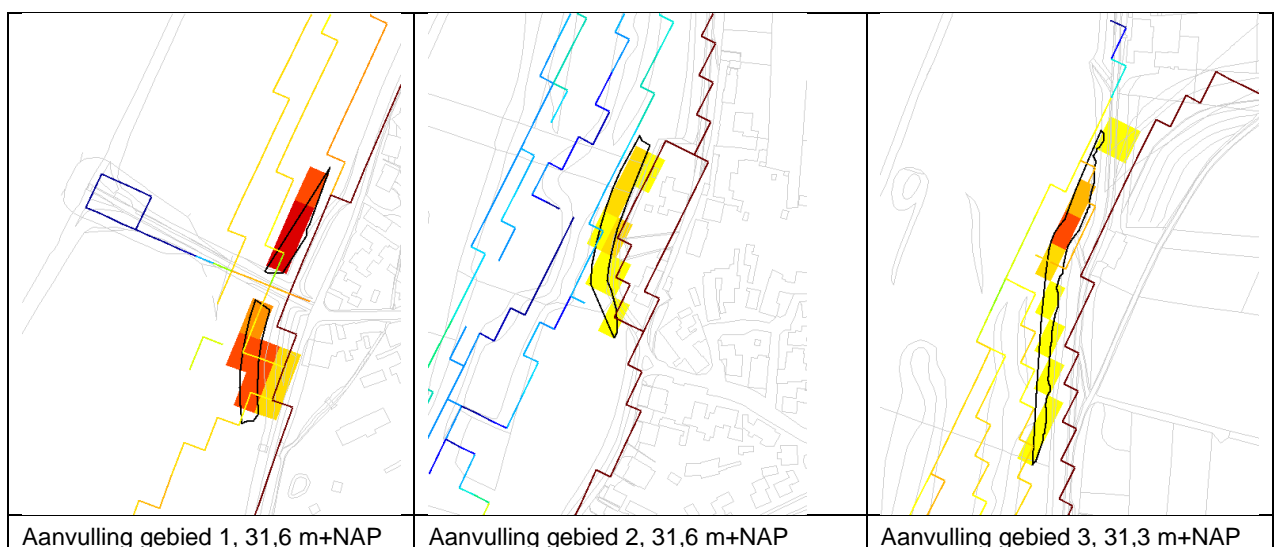 Aanvulling gebied 1, 31,6 m+NAP
Aanvulling gebied 2, 31,6 m+NAP
Aanvulling gebied 3, 31,3 m+NAP